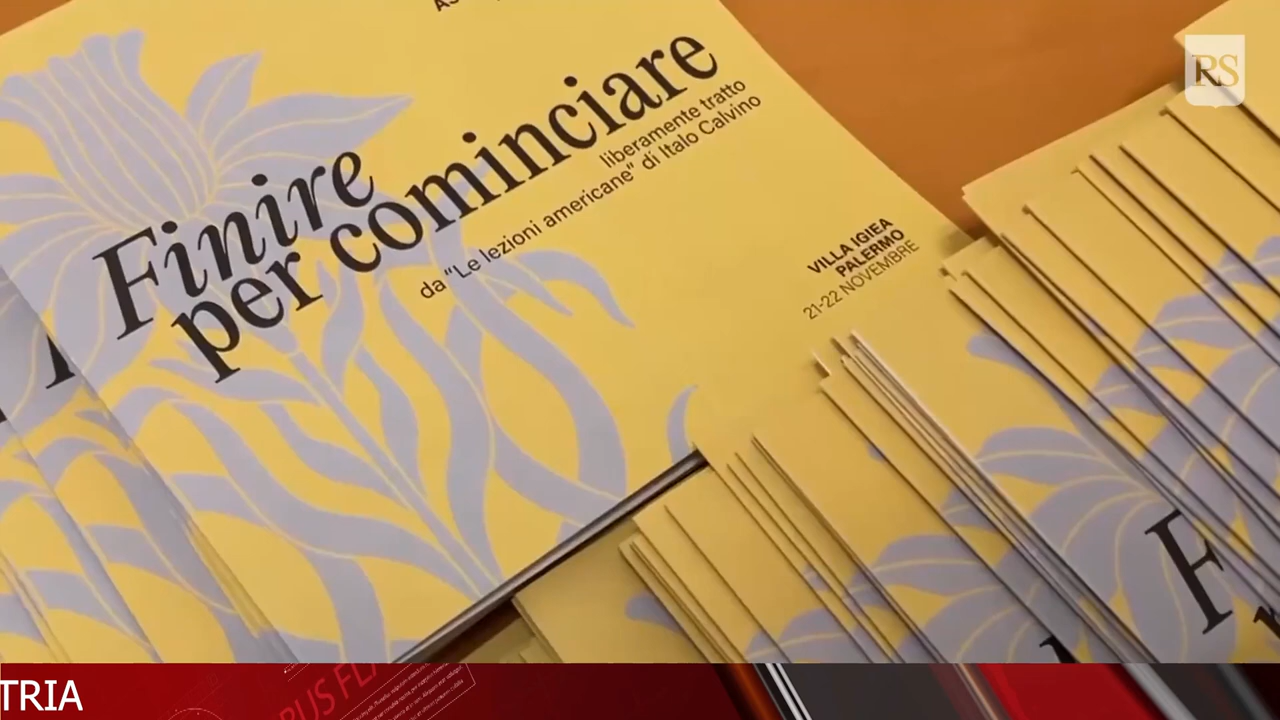 AS
Finire
per cominciare
liberamente tratto
da “Le lezioni americane” di Italo Calvino
VILLA IGIEA
PALERMO
21-22 NOVEMBRE
F
RS
TRIA